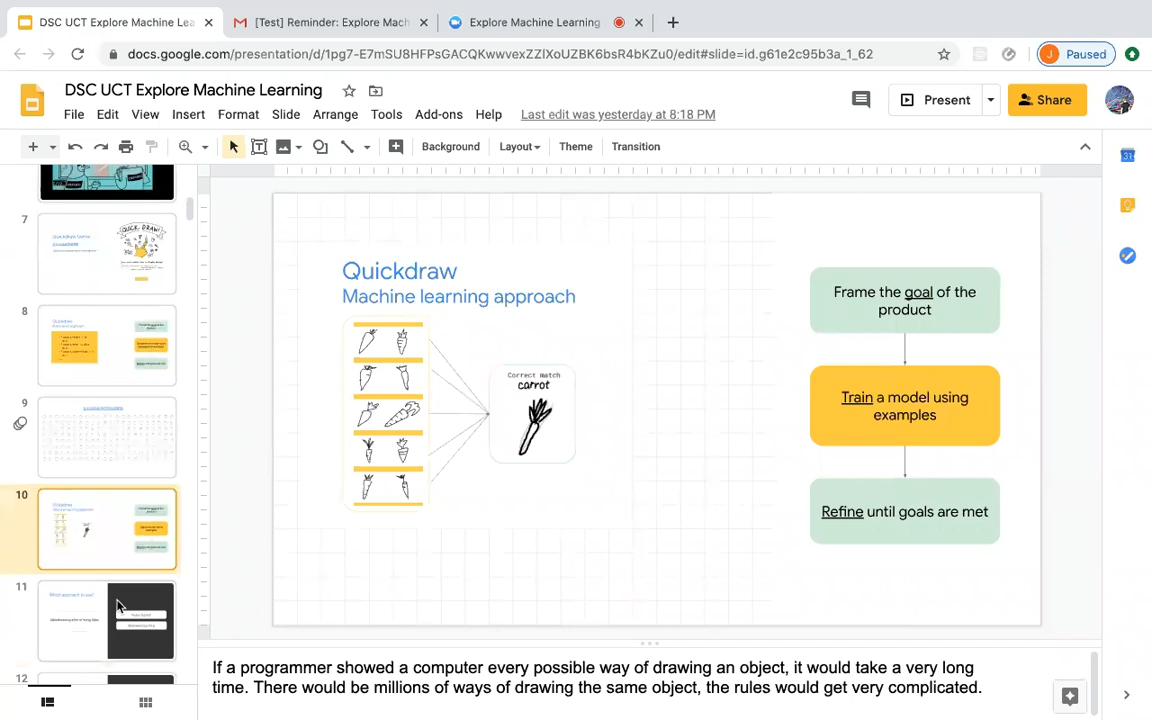 DSC UCT Explore Machine Lea
[Test] Reminder: Explore Mach
Explore Machine Learning
docs.google.com/presentation/d/1pg7-E7mSU8HFPsGACQKwwvexZZlXoUZBK6bsR4bKZu0/edit#slide=id.g61e2c95b3a_1_62
J
Paused
DSC UCT Explore Machine Learning
File Edit View Insert Format Slide Arrange Tools Add-ons Help
Last edit was yesterday at 8:18 PM
Present
Share
Background Layout Theme Transition
31
7
QUICK, DRAW!
8
9
10
11
12
Quickdraw
Machine learning approach
Correct match
carrot
Frame the goal of the
product
Train a model using
examples
Refine until goals are met
If a programmer showed a computer every possible way of drawing an object, it would take a very long
time. There would be millions of ways of drawing the same object, the rules would get very complicated.